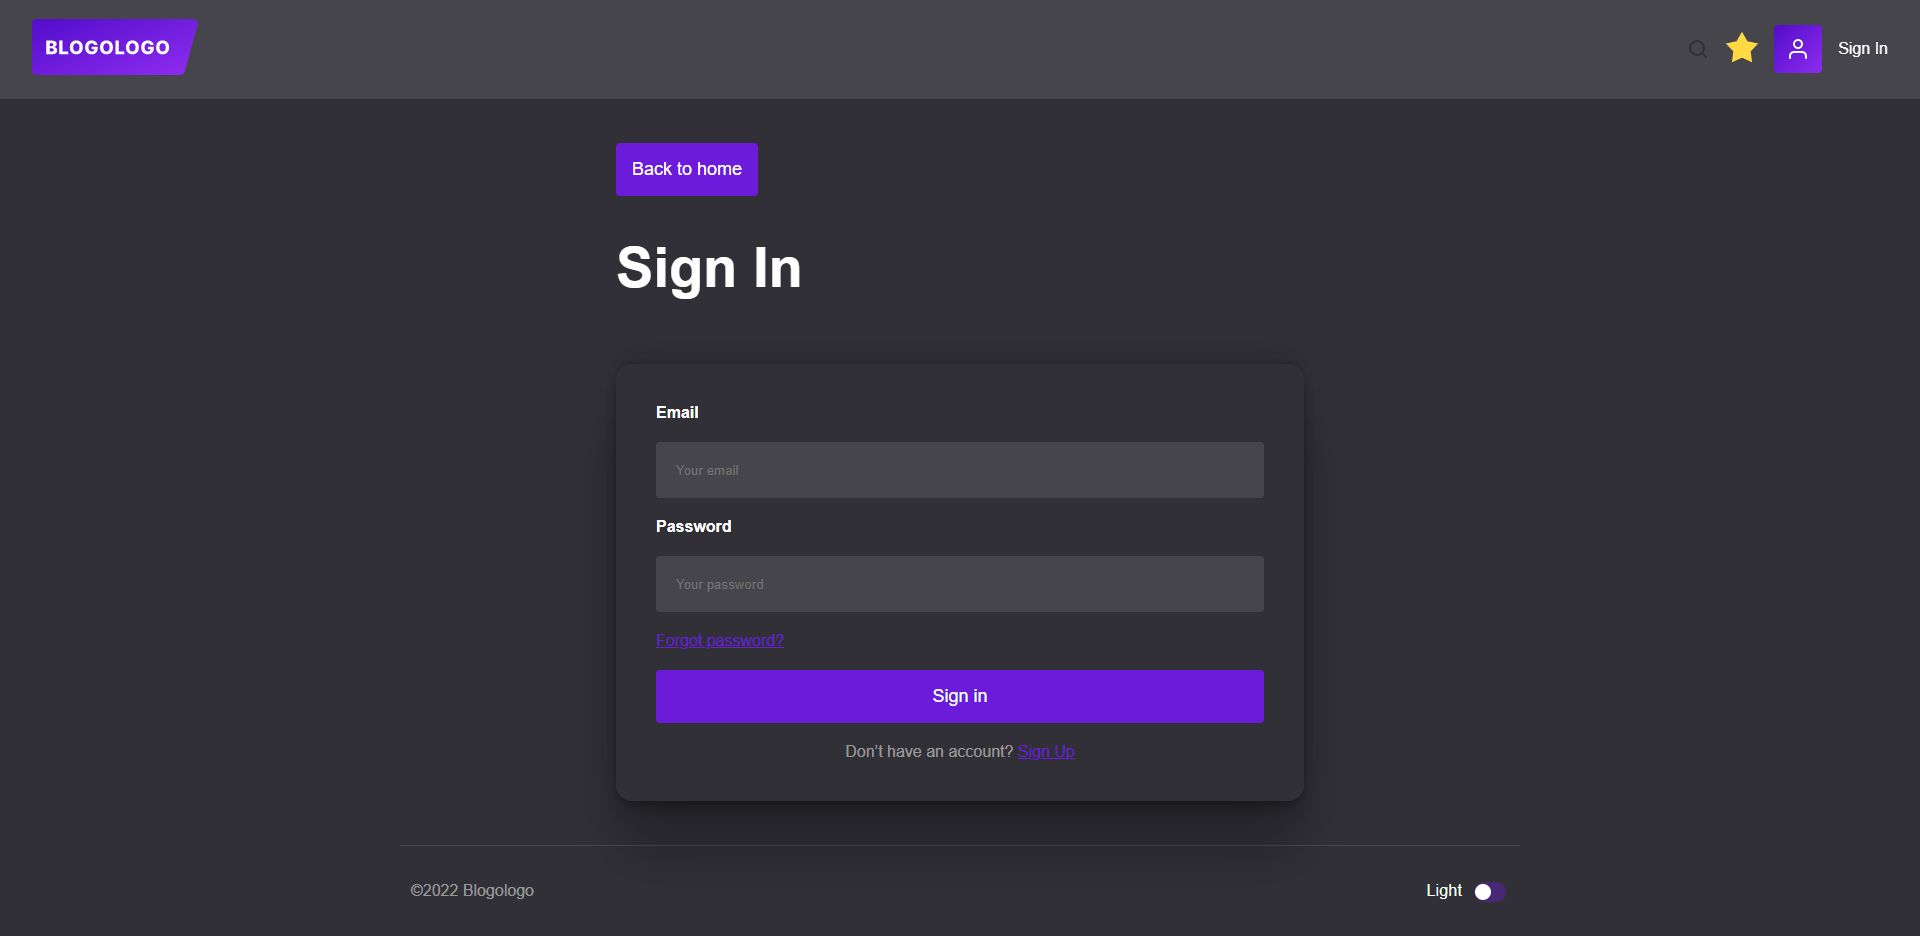 BLOGOLOGO
Sign In
Back to home
Sign In
Email
Your email
Password
Your password
Forgot password?
Sign in
Don't have an account? Sign Up
©2022 Blogologo
Light